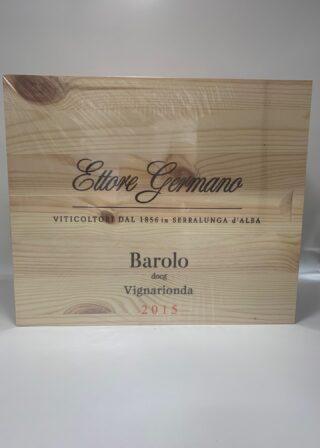 Ettore Germano
VITICOLTORI DAL 1856 in SERRALUNGA d'ALBA
Barolo
docg
Vignarionda
2015